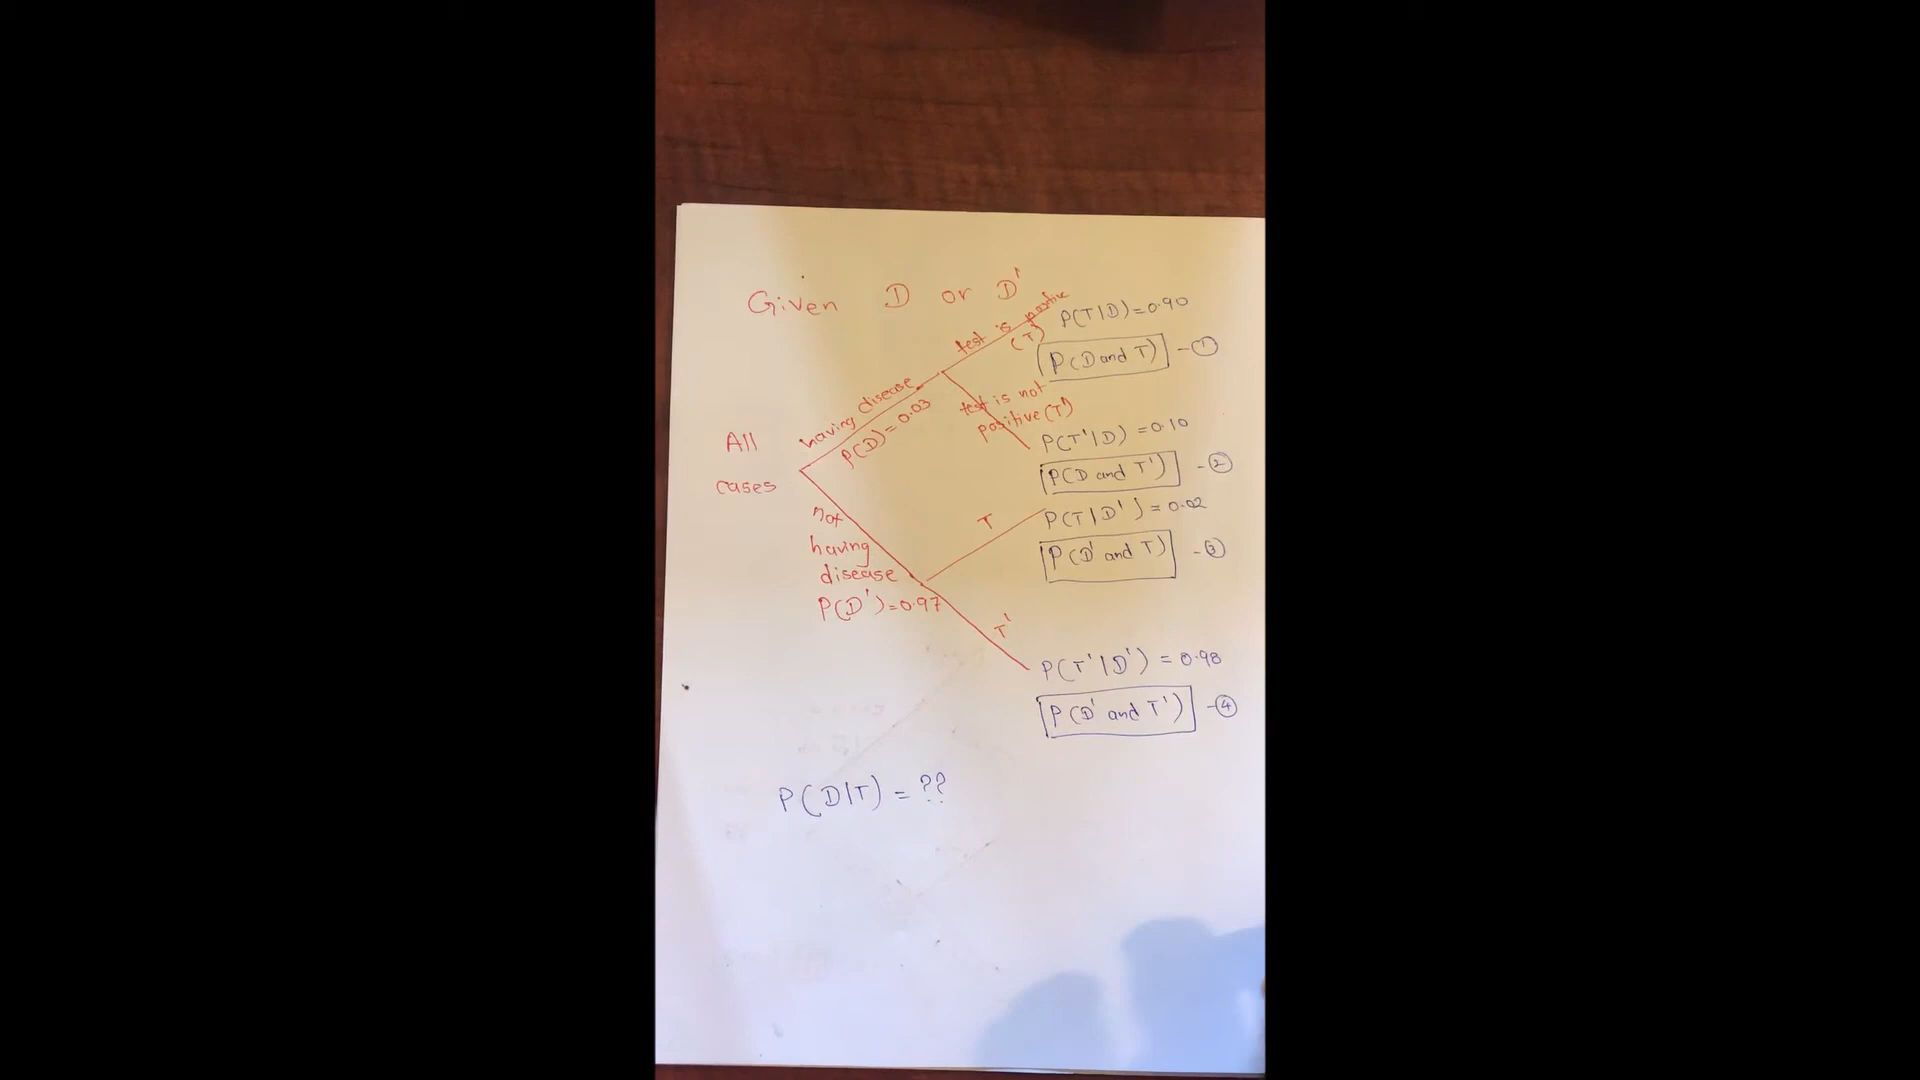 Given D or D'
test is positive
(T)
P(T|D)=0.90
P(D and T) -①
having disease
P(D)=0.03
test is not
positive (T')
P(T'|D) = 0.10
P(D and T') -②
All
cases
not
having
disease
P(D')=0.97
T
P(T|D') = 0.02
P(D' and T) -③
T'
P(T'|D') = 0.98
P(D' and T') -④
P(D|T) = ??